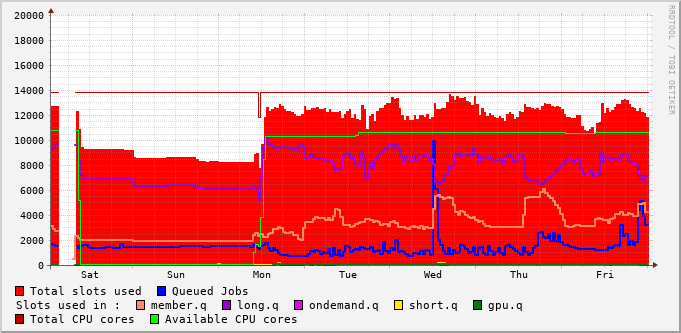 20000
18000
16000
14000
12000
10000
8000
6000
4000
2000
0
Sat Sun Mon Tue Wed Thu Fri
RRDTOOL / TOBI OETIKER
Total slots used Queued Jobs
Slots used in : member.q long.q ondemand.q short.q gpu.q
Total CPU cores Available CPU cores